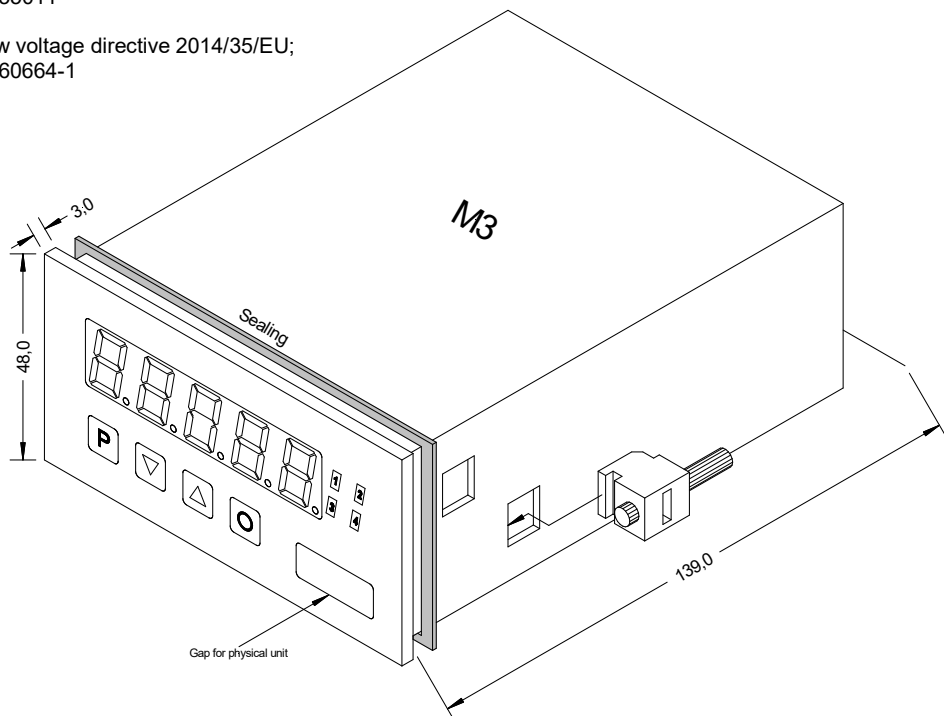 w voltage directive 2014/35/EU;
60664-1
3,0
M3
Sealing
48,0
P
1
2
3
4
O
139,0
Gap for physical unit